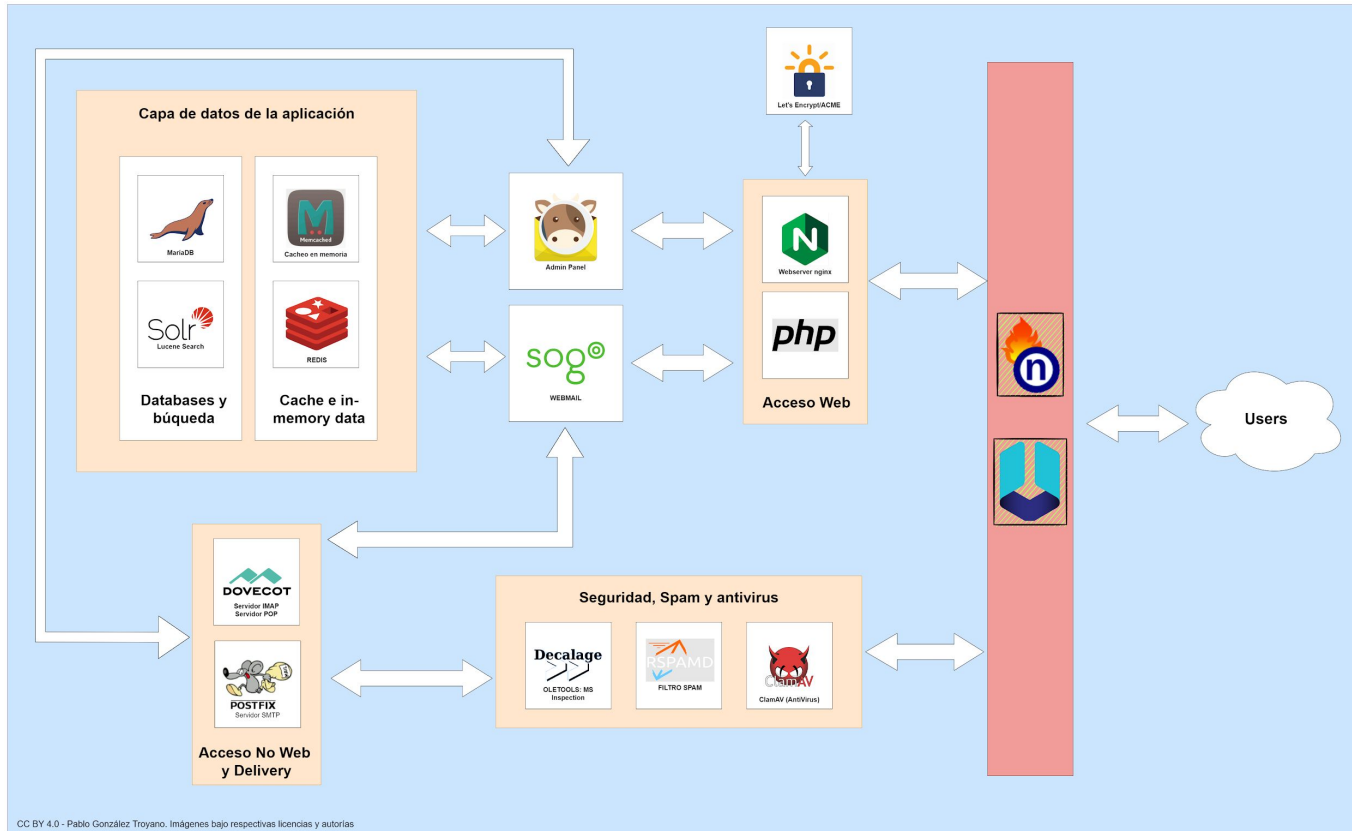 Let's Encrypt/ACME
Capa de datos de la aplicación
MariaDB
M
Memcached
Cacheo en memoria
Solr
Lucene Search
REDIS
Databases y
búqueda
Cache e in-
memory data
Admin Panel
sogo
WEBMAIL
N
Webserver nginx
php
Acceso Web
n
Users
DOVECOT
Servidor IMAP
Servidor POP
POSTFIX
Servidor SMTP
Acceso No Web
y Delivery
Seguridad, Spam y antivirus
Decalage
OLETOOLS: MS
Inspection
RSPAMD
FILTRO SPAM
ClamAV
ClamAV (AntiVirus)
CC BY 4.0 - Pablo González Troyano. Imágenes bajo respectivas licencias y autorías